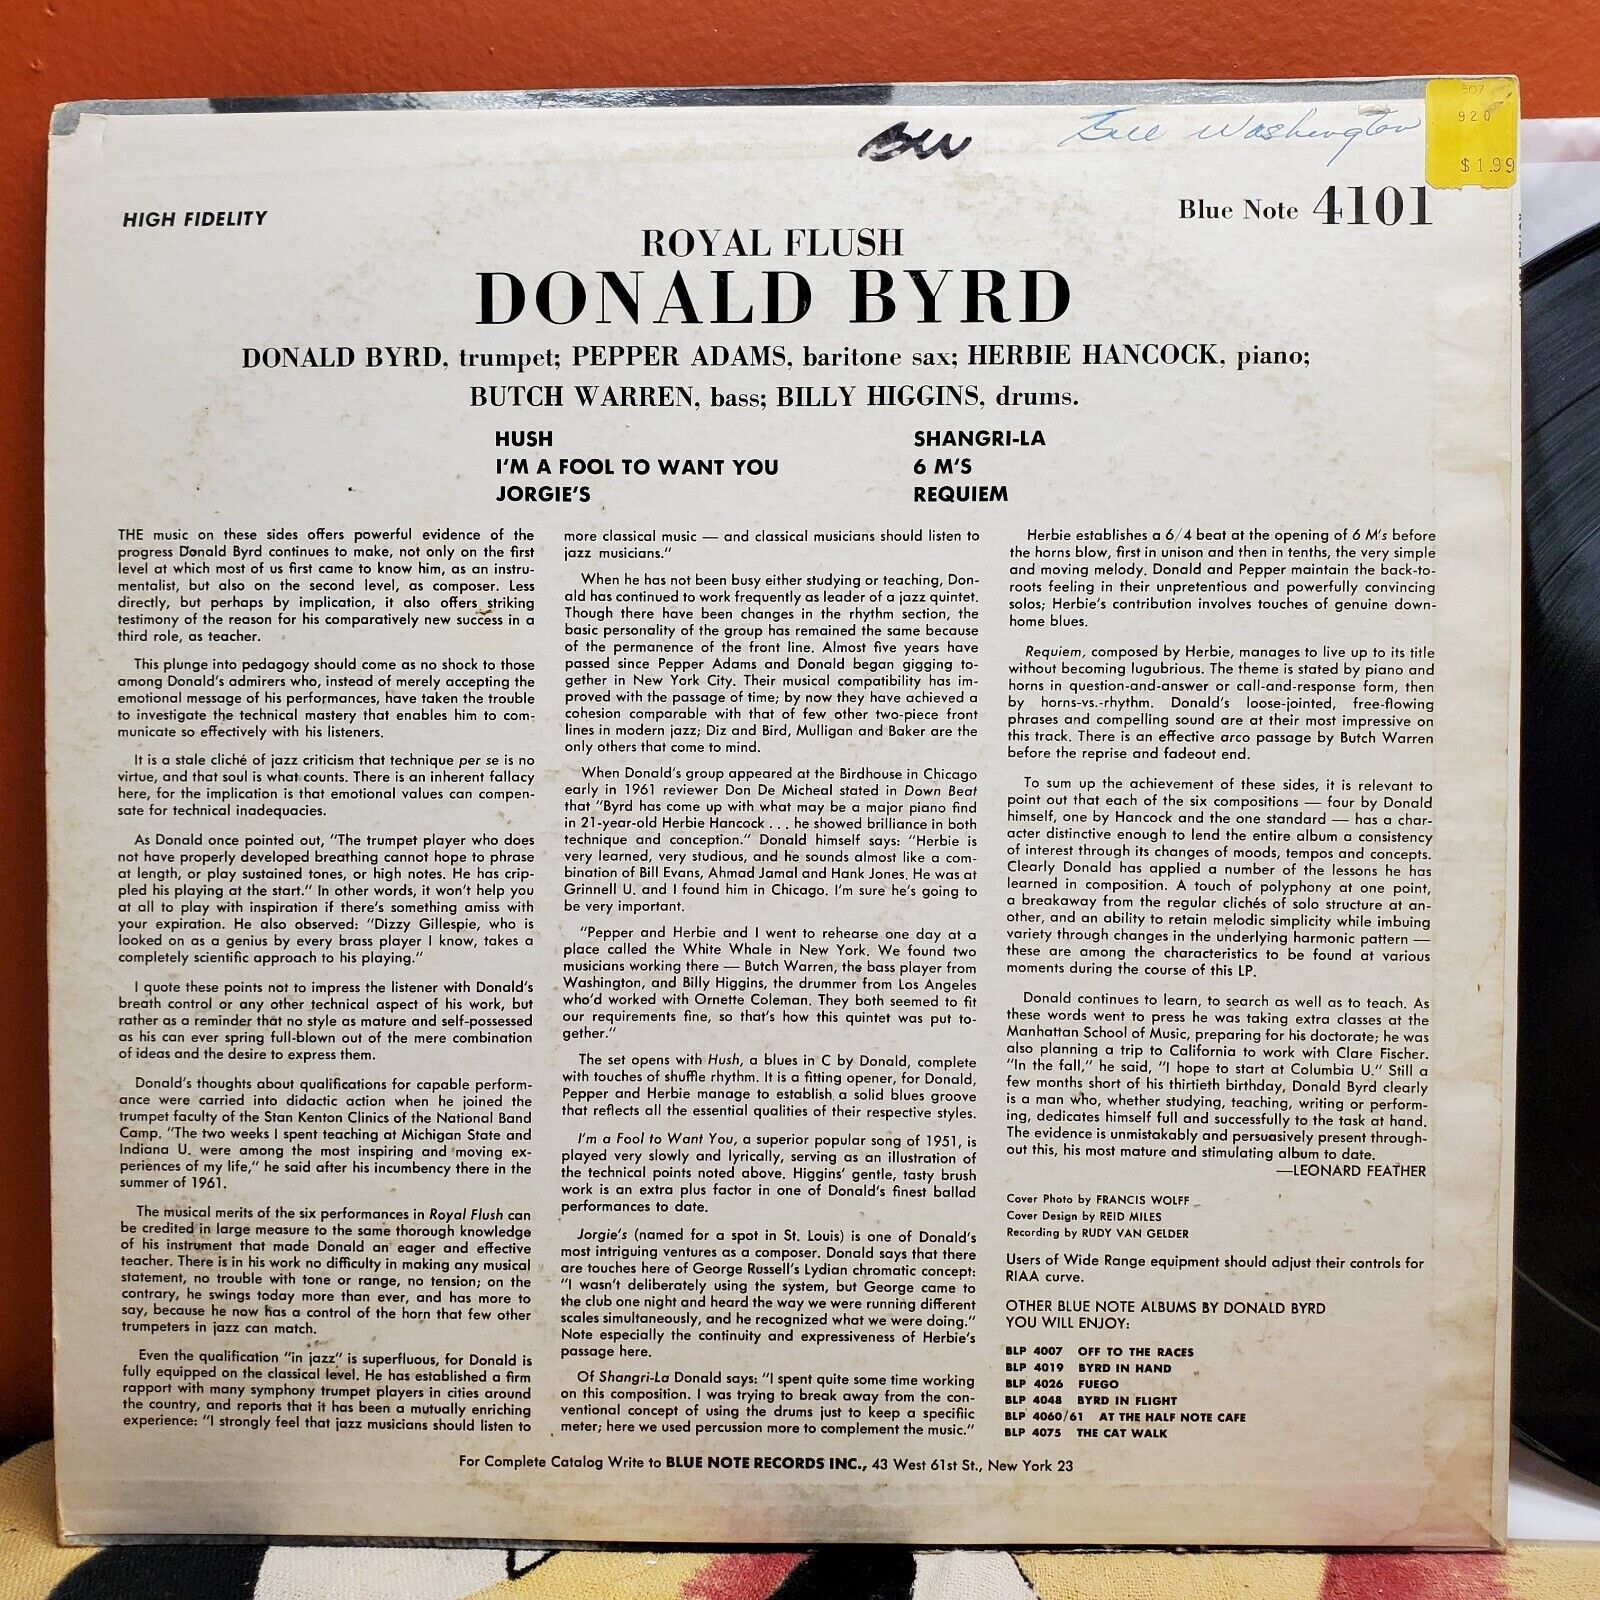 507
920
$1.99
BW
Bill Washington
HIGH FIDELITY
Blue Note 4101
ROYAL FLUSH
DONALD BYRD
DONALD BYRD, trumpet; PEPPER ADAMS, baritone sax; HERBIE HANCOCK, piano;
BUTCH WARREN, bass; BILLY HIGGINS, drums.
HUSH
I'M A FOOL TO WANT YOU
JORGIE'S
SHANGRI-LA
6 M'S
REQUIEM
THE music on these sides offers powerful evidence of the
progress Donald Byrd continues to make, not only on the first
level at which most of us first came to know him, as an instru-
mentalist, but also on the second level, as composer. Less
directly, but perhaps by implication, it also offers striking
testimony of the reason for his comparatively new success in a
third role, as teacher.
This plunge into pedagogy should come as no shock to those
among Donald's admirers who, instead of merely accepting the
emotional message of his performances, have taken the trouble
to investigate the technical mastery that enables him to com-
municate so effectively with his listeners.
It is a stale cliché of jazz criticism that technique per se is no
virtue, and that soul is what counts. There is an inherent fallacy
here, for the implication is that emotional values can compen-
sate for technical inadequacies.
As Donald once pointed out, "The trumpet player who does
not have properly developed breathing cannot hope to phrase
at length, or play sustained tones, or high notes. He has crip-
pled his playing at the start." In other words, it won't help you
at all to play with inspiration if there's something amiss with
your expiration. He also observed: "Dizzy Gillespie, who is
looked on as a genius by every brass player I know, takes a
completely scientific approach to his playing."
I quote these points not to impress the listener with Donald's
breath control or any other technical aspect of his work, but
rather as a reminder that no style as mature and self-possessed
as his can ever spring full-blown out of the mere combination
of ideas and the desire to express them.
Donald's thoughts about qualifications for capable perform-
ance were carried into didactic action when he joined the
trumpet faculty of the Stan Kenton Clinics of the National Band
Camp. "The two weeks I spent teaching at Michigan State and
Indiana U. were among the most inspiring and moving ex-
periences of my life," he said after his incumbency there in the
summer of 1961.
The musical merits of the six performances in Royal Flush can
be credited in large measure to the same thorough knowledge
of his instrument that made Donald an eager and effective
teacher. There is in his work no difficulty in making any musical
statement, no trouble with tone or range, no tension; on the
contrary, he swings today more than ever, and has more to
say, because he now has a control of the horn that few other
trumpeters in jazz can match.
Even the qualification "in jazz" is superfluous, for Donald is
fully equipped on the classical level. He has established a firm
rapport with many symphony trumpet players in cities around
the country, and reports that it has been a mutually enriching
experience: "I strongly feel that jazz musicians should listen to
more classical music — and classical musicians should listen to
jazz musicians."
When he has not been busy either studying or teaching, Don-
ald has continued to work frequently as leader of a jazz quintet.
Though there have been changes in the rhythm section, the
basic personality of the group has remained the same because
of the permanence of the front line. Almost five years have
passed since Pepper Adams and Donald began gigging to-
gether in New York City. Their musical compatibility has im-
proved with the passage of time; by now they have achieved a
cohesion comparable with that of few other two-piece front
lines in modern jazz; Diz and Bird, Mulligan and Baker are the
only others that come to mind.
When Donald's group appeared at the Birdhouse in Chicago
early in 1961 reviewer Don De Micheal stated in Down Beat
that "Byrd has come up with what may be a major piano find
in 21-year-old Herbie Hancock . . . he showed brilliance in both
technique and conception." Donald himself says: "Herbie is
very learned, very studious, and he sounds almost like a com-
bination of Bill Evans, Ahmad Jamal and Hank Jones. He was at
Grinnell U. and I found him in Chicago. I'm sure he's going to
be very important.
"Pepper and Herbie and I went to rehearse one day at a
place called the White Whale in New York. We found two
musicians working there — Butch Warren, the bass player from
Washington, and Billy Higgins, the drummer from Los Angeles
who'd worked with Ornette Coleman. They both seemed to fit
our requirements fine, so that's how this quintet was put to-
gether."
The set opens with Hush, a blues in C by Donald, complete
with touches of shuffle rhythm. It is a fitting opener, for Donald,
Pepper and Herbie manage to establish a solid blues groove
that reflects all the essential qualities of their respective styles.
I'm a Fool to Want You, a superior popular song of 1951, is
played very slowly and lyrically, serving as an illustration of
the technical points noted above. Higgins' gentle, tasty brush
work is an extra plus factor in one of Donald's finest ballad
performances to date.
Jorgie's (named for a spot in St. Louis) is one of Donald's
most intriguing ventures as a composer. Donald says that there
are touches here of George Russell's Lydian chromatic concept:
"I wasn't deliberately using the system, but George came to
the club one night and heard the way we were running different
scales simultaneously, and he recognized what we were doing."
Note especially the continuity and expressiveness of Herbie's
passage here.
Of Shangri-La Donald says: "I spent quite some time working
on this composition. I was trying to break away from the con-
ventional concept of using the drums just to keep a specifiic
meter; here we used percussion more to complement the music."
Herbie establishes a 6/4 beat at the opening of 6 M's before
the horns blow, first in unison and then in tenths, the very simple
and moving melody. Donald and Pepper maintain the back-to-
roots feeling in their unpretentious and powerfully convincing
solos; Herbie's contribution involves touches of genuine down-
home blues.
Requiem, composed by Herbie, manages to live up to its title
without becoming lugubrious. The theme is stated by piano and
horns in question-and-answer or call-and-response form, then
by horns-vs.-rhythm. Donald's loose-jointed, free-flowing
phrases and compelling sound are at their most impressive on
this track. There is an effective arco passage by Butch Warren
before the reprise and fadeout end.
To sum up the achievement of these sides, it is relevant to
point out that each of the six compositions — four by Donald
himself, one by Hancock and the one standard — has a char-
acter distinctive enough to lend the entire album a consistency
of interest through its changes of moods, tempos and concepts.
Clearly Donald has applied a number of the lessons he has
learned in composition. A touch of polyphony at one point,
a breakaway from the regular clichés of solo structure at an-
other, and an ability to retain melodic simplicity while imbuing
variety through changes in the underlying harmonic pattern —
these are among the characteristics to be found at various
moments during the course of this LP.
Donald continues to learn, to search as well as to teach. As
these words went to press he was taking extra classes at the
Manhattan School of Music, preparing for his doctorate; he was
also planning a trip to California to work with Clare Fischer.
"In the fall," he said, "I hope to start at Columbia U." Still a
few months short of his thirtieth birthday, Donald Byrd clearly
is a man who, whether studying, teaching, writing or perform-
ing, dedicates himself full and successfully to the task at hand.
The evidence is unmistakably and persuasively present through-
out this, his most mature and stimulating album to date.
—LEONARD FEATHER
Cover Photo by FRANCIS WOLFF
Cover Design by REID MILES
Recording by RUDY VAN GELDER
Users of Wide Range equipment should adjust their controls for
RIAA curve.
OTHER BLUE NOTE ALBUMS BY DONALD BYRD
YOU WILL ENJOY:
BLP 4007 OFF TO THE RACES
BLP 4019 BYRD IN HAND
BLP 4026 FUEGO
BLP 4048 BYRD IN FLIGHT
BLP 4060/61 AT THE HALF NOTE CAFE
BLP 4075 THE CAT WALK
For Complete Catalog Write to BLUE NOTE RECORDS INC., 43 West 61st St., New York 23